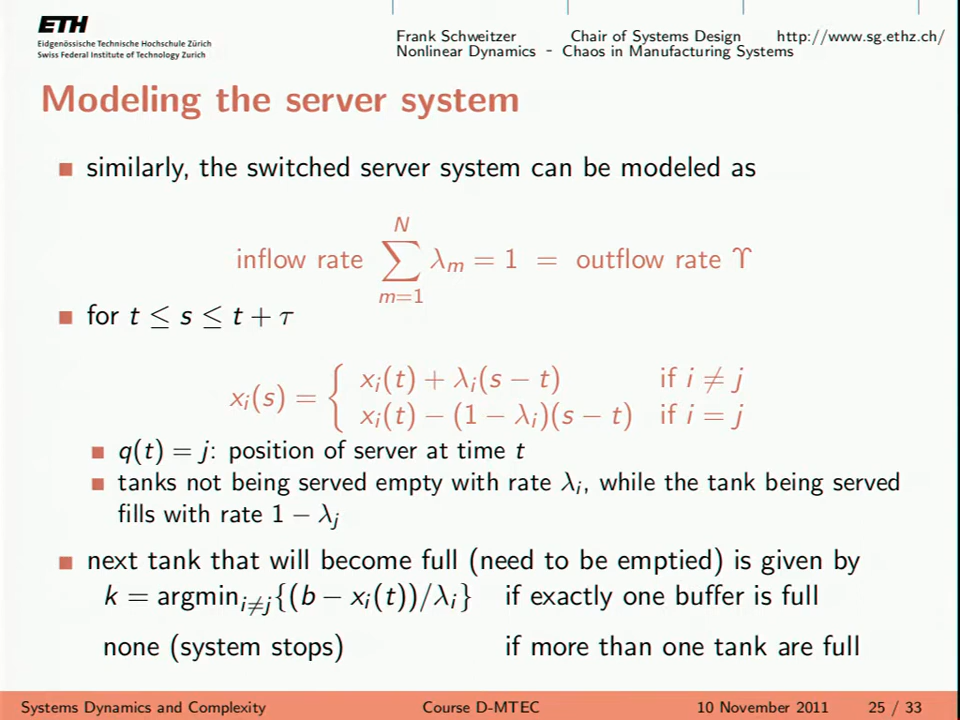 ETH
Eidgenössische Technische Hochschule Zürich
Swiss Federal Institute of Technology Zurich
Frank Schweitzer Chair of Systems Design http://www.sg.ethz.ch/
Nonlinear Dynamics - Chaos in Manufacturing Systems
Modeling the server system
similarly, the switched server system can be modeled as
inflow rate ∑_{m=1}^{N} λ_m = 1 = outflow rate ϒ
for t ≤ s ≤ t + τ
x_i(s) = { x_i(t) + λ_i(s − t) if i ≠ j
x_i(t) − (1 − λ_i)(s − t) if i = j
q(t) = j: position of server at time t
tanks not being served empty with rate λ_i, while the tank being served
fills with rate 1 − λ_j
next tank that will become full (need to be emptied) is given by
k = argmin_{i≠j}{(b − x_i(t))/λ_i} if exactly one buffer is full
none (system stops) if more than one tank are full
Systems Dynamics and Complexity Course D-MTEC 10 November 2011 25 / 33